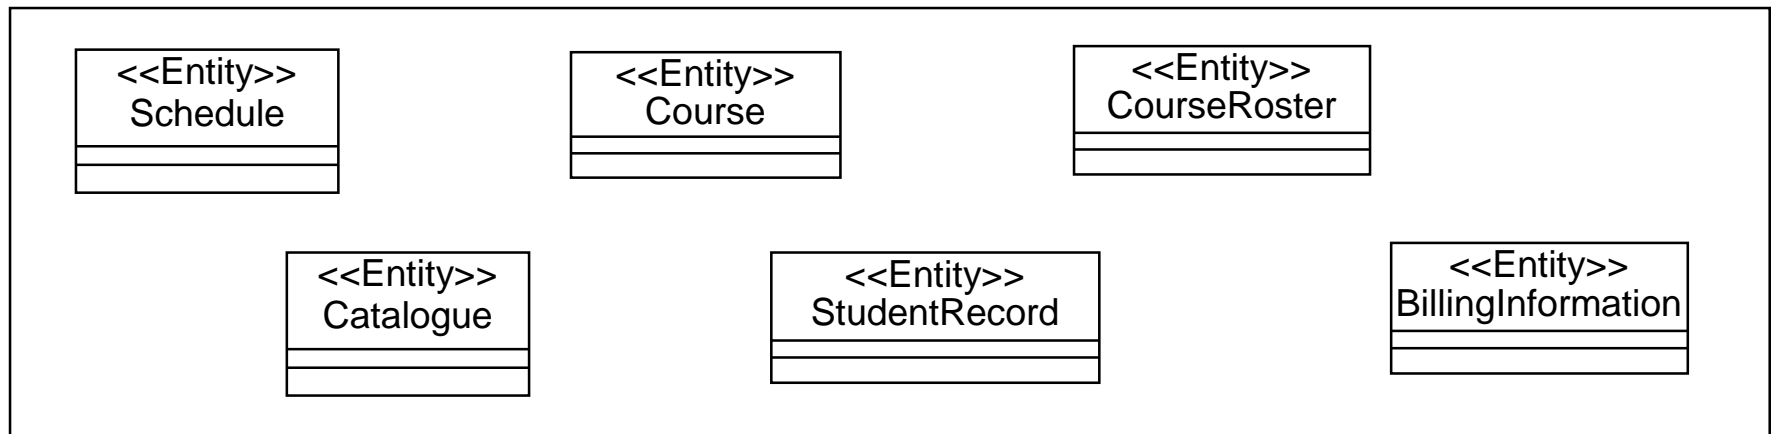 <<Entity>>
Schedule
<<Entity>>
Course
<<Entity>>
CourseRoster
<<Entity>>
Catalogue
<<Entity>>
StudentRecord
<<Entity>>
BillingInformation